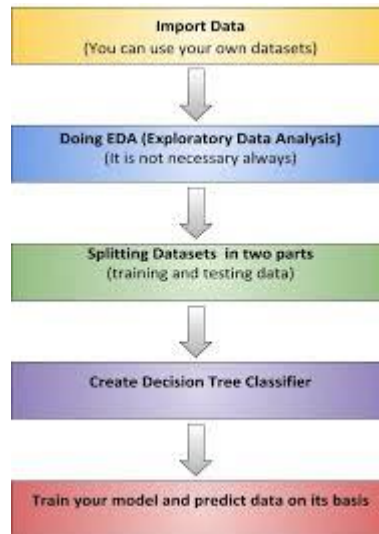 Import Data
(You can use your own datasets)
Doing EDA (Exploratory Data Analysis)
(It is not necessary always)
Splitting Datasets in two parts
(training and testing data)
Create Decision Tree Classifier
Train your model and predict data on its basis